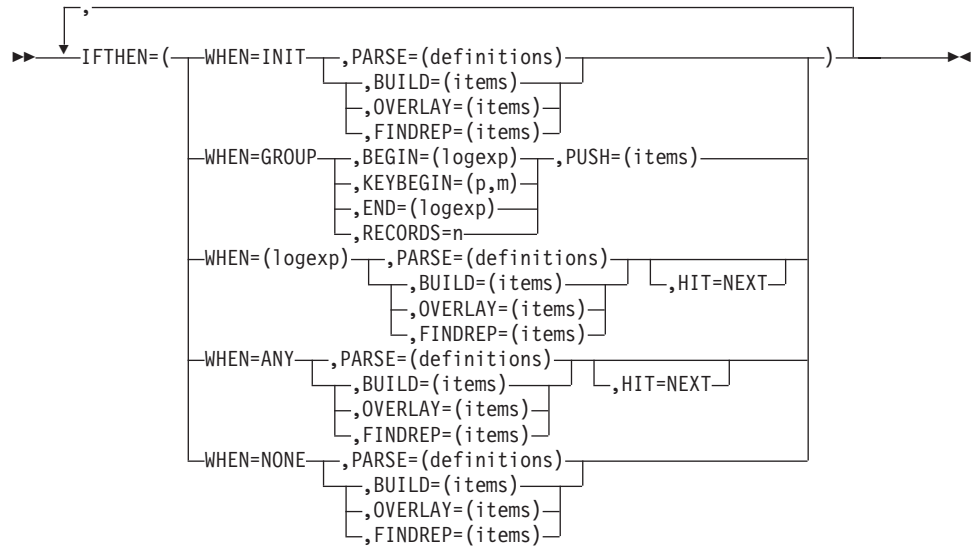 ,
IFTHEN=( WHEN=INIT ,PARSE=(definitions) )
,BUILD=(items)
,OVERLAY=(items)
,FINDREP=(items)
WHEN=GROUP ,BEGIN=(logexp) ,PUSH=(items)
,KEYBEGIN=(p,m)
,END=(logexp)
,RECORDS=n
WHEN=(logexp) ,PARSE=(definitions)
,BUILD=(items) ,HIT=NEXT
,OVERLAY=(items)
,FINDREP=(items)
WHEN=ANY ,PARSE=(definitions)
,BUILD=(items) ,HIT=NEXT
,OVERLAY=(items)
,FINDREP=(items)
WHEN=NONE ,PARSE=(definitions)
,BUILD=(items)
,OVERLAY=(items)
,FINDREP=(items)